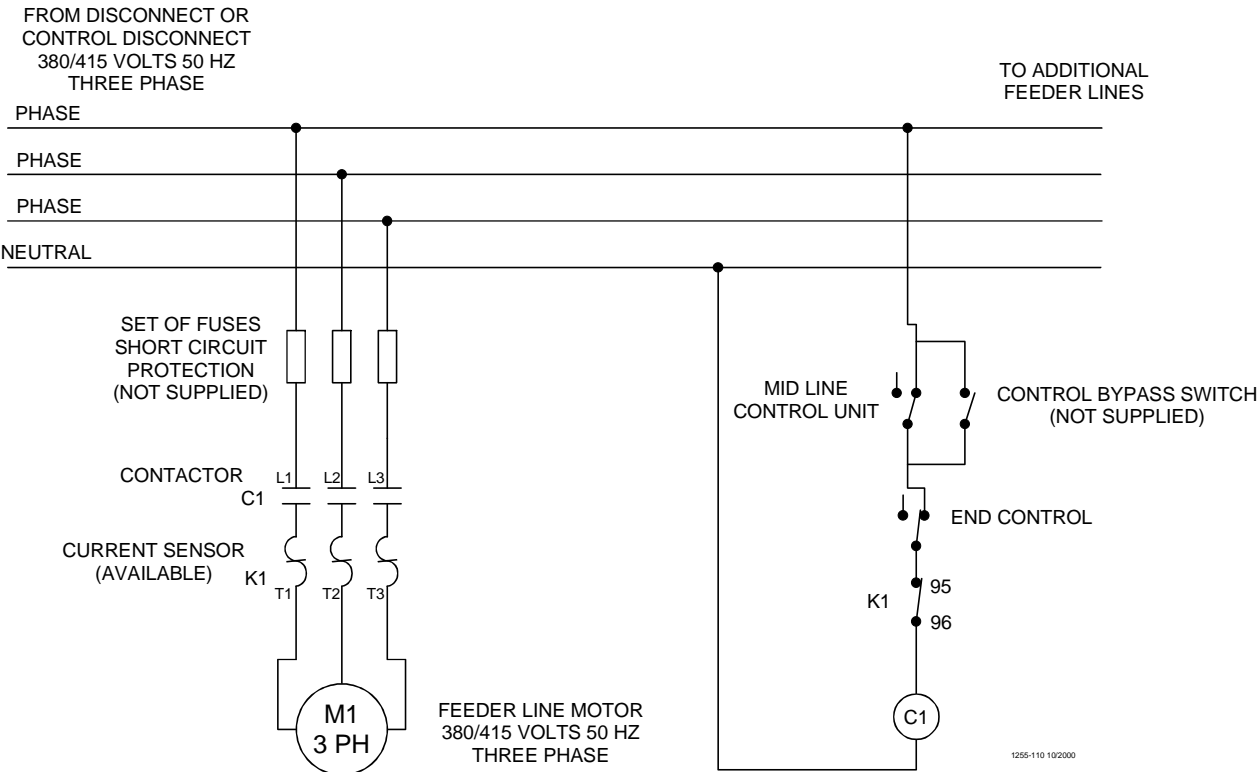 FROM DISCONNECT OR
CONTROL DISCONNECT
380/415 VOLTS 50 HZ
THREE PHASE
TO ADDITIONAL
FEEDER LINES
PHASE
PHASE
PHASE
NEUTRAL
SET OF FUSES
SHORT CIRCUIT
PROTECTION
(NOT SUPPLIED)
MID LINE
CONTROL UNIT
CONTROL BYPASS SWITCH
(NOT SUPPLIED)
CONTACTOR
C1
L1
L2
L3
END CONTROL
CURRENT SENSOR
(AVAILABLE)
K1
T1
T2
T3
K1
95
96
M1
3 PH
FEEDER LINE MOTOR
380/415 VOLTS 50 HZ
THREE PHASE
C1
1255-110 10/2000